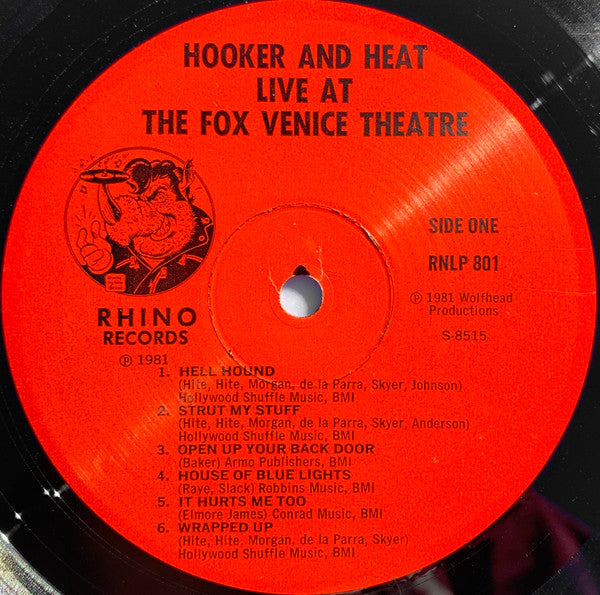 HOOKER AND HEAT
LIVE AT
THE FOX VENICE THEATRE
SIDE ONE
RNLP 801
℗ 1981 Wolfhead
Productions
S-8515
RHINO
RECORDS
℗ 1981
1. HELL HOUND
(Hite, Hite, Morgan, de la Parra, Skyer, Johnson)
Hollywood Shuffle Music, BMI
2. STRUT MY STUFF
(Hite, Hite, Morgan, de la Parra, Skyer, Anderson)
Hollywood Shuffle Music, BMI
3. OPEN UP YOUR BACK DOOR
(Baker) Armo Publishers, BMI
4. HOUSE OF BLUE LIGHTS
(Raye, Slack) Robbins Music, BMI
5. IT HURTS ME TOO
(Elmore James) Conrad Music, BMI
6. WRAPPED UP
(Hite, Hite, Morgan, de la Parra, Skyer)
Hollywood Shuffle Music, BMI